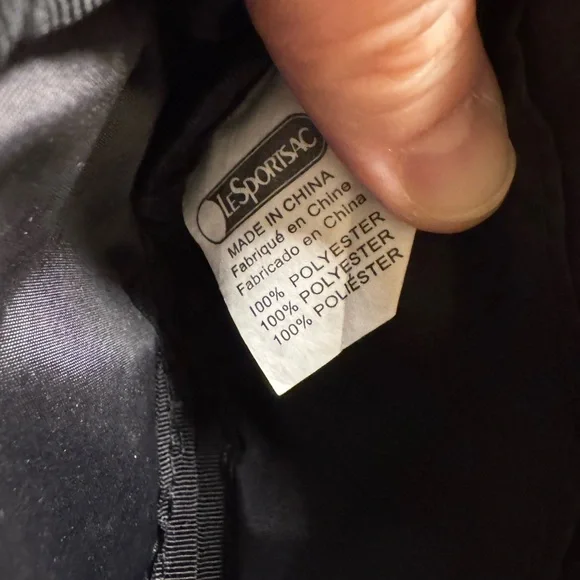 LESPORTSAC
MADE IN CHINA
Fabriqué en Chine
Fabricado en China
100% POLYESTER
100% POLYESTER
100% POLIÉSTER